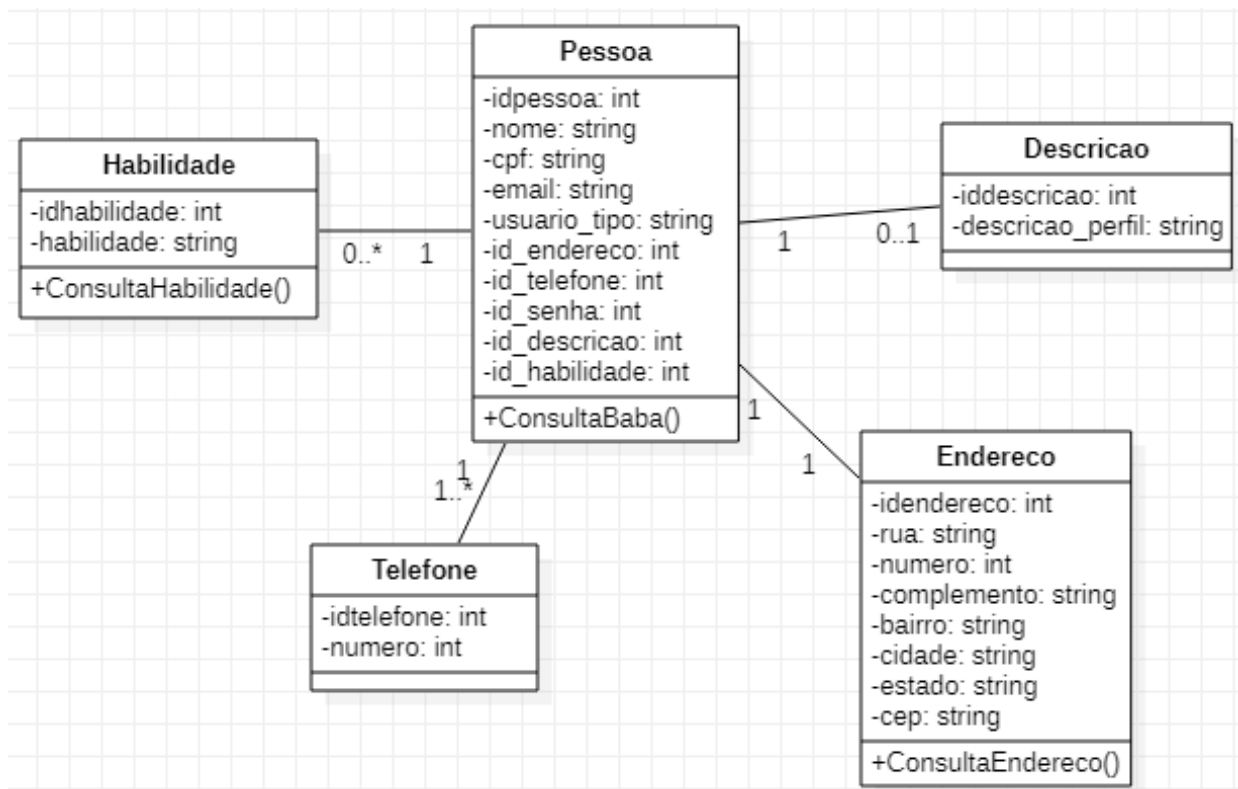 Pessoa
-idpessoa: int
-nome: string
-cpf: string
-email: string
-usuario_tipo: string
-id_endereco: int
-id_telefone: int
-id_senha: int
-id_descricao: int
-id_habilidade: int
+ConsultaBaba()
Habilidade
-idhabilidade: int
-habilidade: string
+ConsultaHabilidade()
0..*
1
Descricao
-iddescricao: int
-descricao_perfil: string
1
0..1
1
1
Endereco
-idendereco: int
-rua: string
-numero: int
-complemento: string
-bairro: string
-cidade: string
-estado: string
-cep: string
+ConsultaEndereco()
1
1..*
Telefone
-idtelefone: int
-numero: int